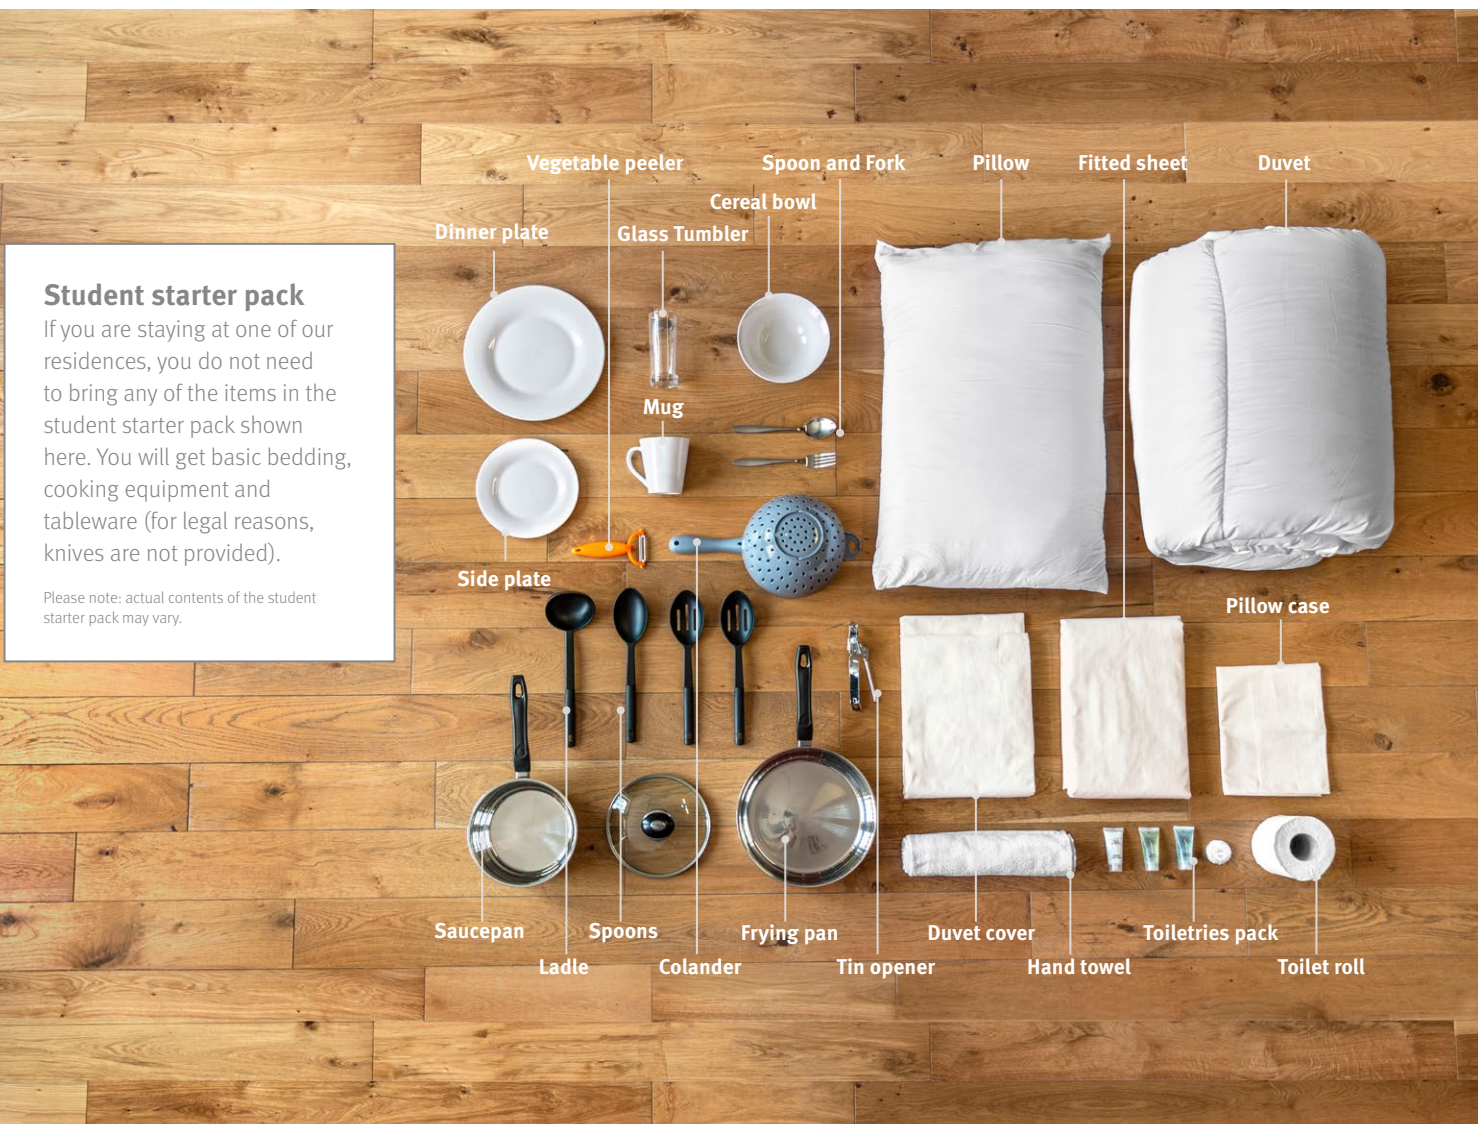 Vegetable peeler
Spoon and Fork
Pillow
Fitted sheet
Duvet
Cereal bowl
Dinner plate
Glass Tumbler
Student starter pack
If you are staying at one of our
residences, you do not need
to bring any of the items in the
student starter pack shown
here. You will get basic bedding,
cooking equipment and
tableware (for legal reasons,
knives are not provided).
Please note: actual contents of the student
starter pack may vary.
Mug
Side plate
Pillow case
Saucepan
Spoons
Frying pan
Duvet cover
Toiletries pack
Ladle
Colander
Tin opener
Hand towel
Toilet roll